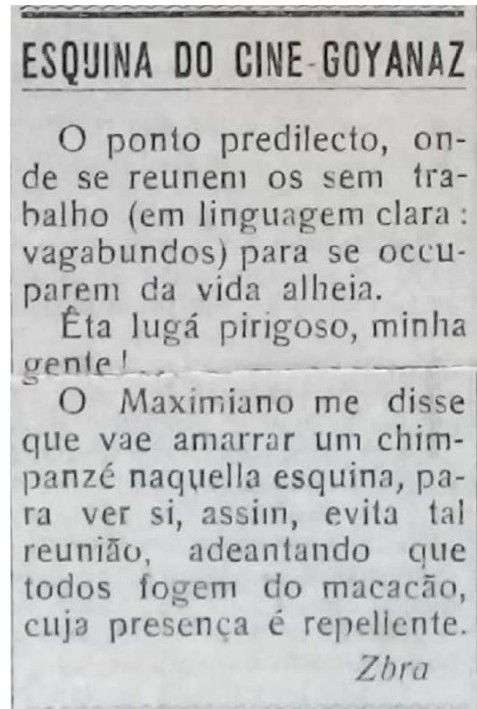 ESQUINA DO CINE-GOYANAZ
O ponto predilecto, on-
de se reunem os sem tra-
balho (em linguagem clara:
vagabundos) para se occu-
parem da vida alheia.
Êta lugá pirigoso, minha
gente!...
O Maximiano me disse
que vae amarrar um chim-
panzé naquella esquina, pa-
ra ver si, assim, evita tal
reunião, adeantando que
todos fogem do macacão,
cuja presença é repellente.
Zbra